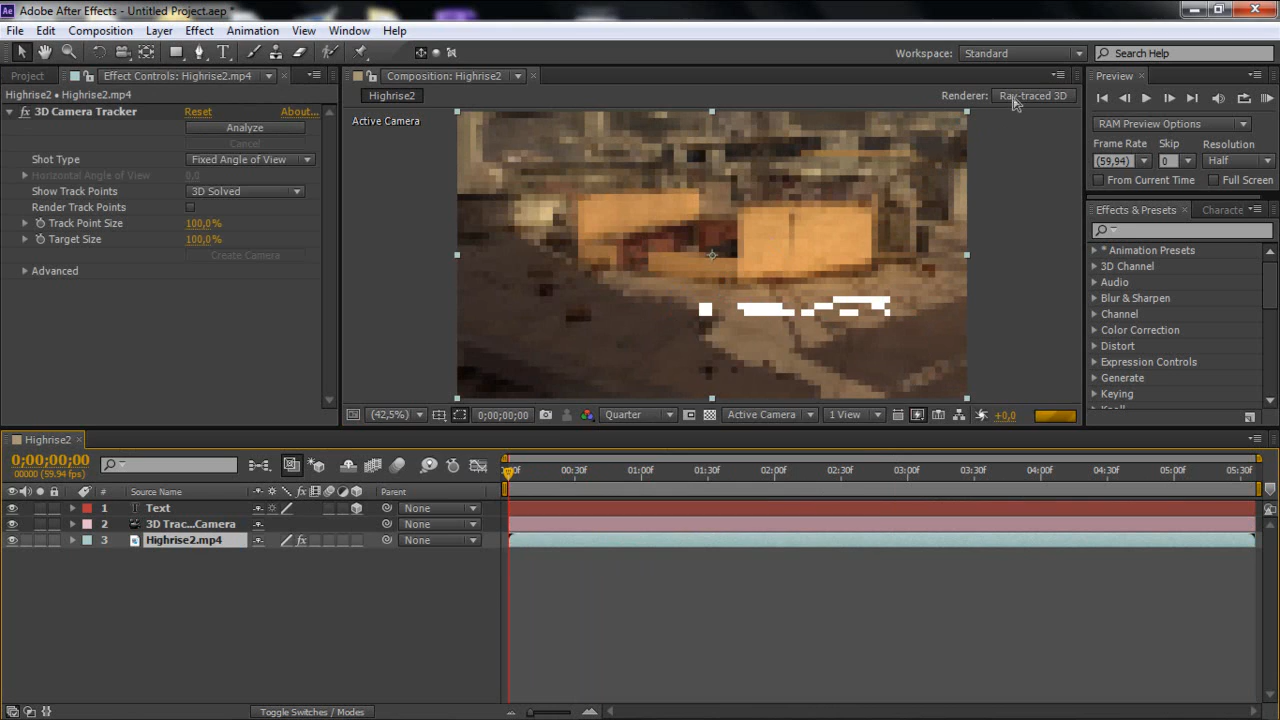 Ae Adobe After Effects - Untitled Project.aep *
File Edit Composition Layer Effect Animation View Window Help
Workspace: Standard Search Help
Project Effect Controls: Highrise2.mp4 Composition: Highrise2 Preview
Highrise2 • Highrise2.mp4
Highrise2 Renderer: Ray-traced 3D
fx 3D Camera Tracker Reset About...
Active Camera
Analyze
Cancel
Shot Type Fixed Angle of View
Horizontal Angle of View 0,0
Show Track Points 3D Solved
Render Track Points
Track Point Size 100,0%
Target Size 100,0%
Create Camera
Advanced
RAM Preview Options
Frame Rate Skip Resolution
(59,94) 0 Half
From Current Time Full Screen
Effects & Presets Characte
* Animation Presets
3D Channel
Audio
Blur & Sharpen
Channel
Color Correction
Distort
Expression Controls
Generate
Keying
(42,5%) 0;00;00;00 Quarter Active Camera 1 View +0,0
Highrise2
0;00;00;00
00000 (59.94 fps)
00:30f 01:00f 01:30f 02:00f 02:30f 03:00f 03:30f 04:00f 04:30f 05:00f 05:30f
# Source Name fx Parent
1 T Text None
2 3D Trac...Camera None
3 Highrise2.mp4 fx None
Toggle Switches / Modes